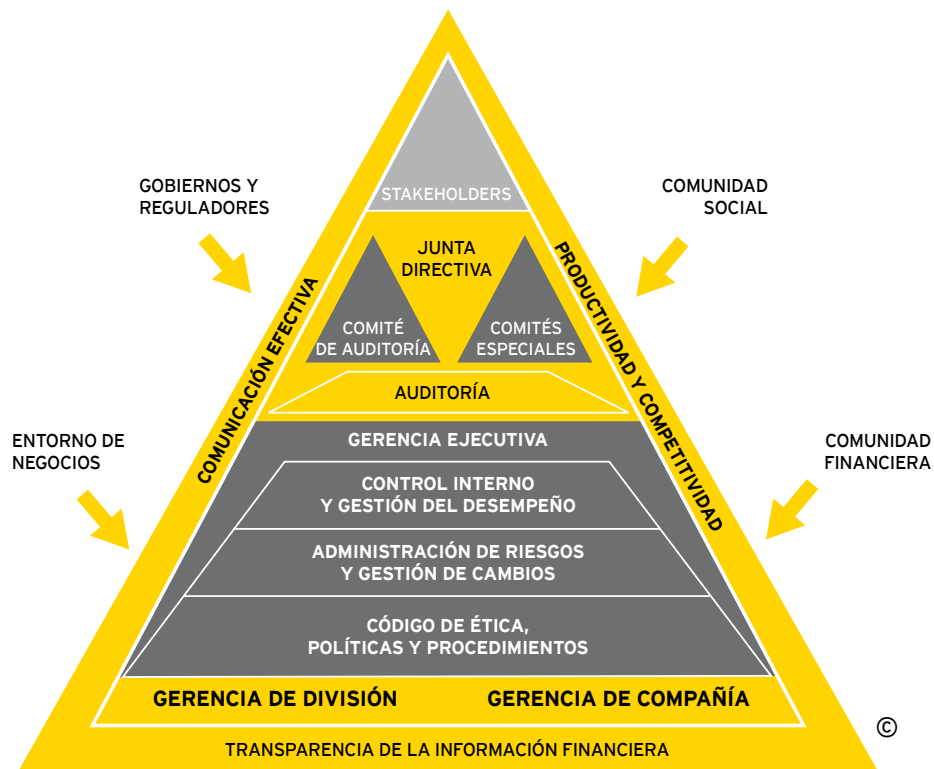 STAKEHOLDERS
GOBIERNOS Y
REGULADORES
COMUNIDAD
SOCIAL
JUNTA
DIRECTIVA
COMITÉ
DE AUDITORÍA
COMITÉS
ESPECIALES
COMUNICACIÓN EFECTIVA
PRODUCTIVIDAD Y COMPETITIVIDAD
AUDITORÍA
ENTORNO DE
NEGOCIOS
COMUNIDAD
FINANCIERA
GERENCIA EJECUTIVA
CONTROL INTERNO
Y GESTIÓN DEL DESEMPEÑO
ADMINISTRACIÓN DE RIESGOS
Y GESTIÓN DE CAMBIOS
CÓDIGO DE ÉTICA,
POLÍTICAS Y PROCEDIMIENTOS
GERENCIA DE DIVISIÓN
GERENCIA DE COMPAÑÍA
©
TRANSPARENCIA DE LA INFORMACIÓN FINANCIERA